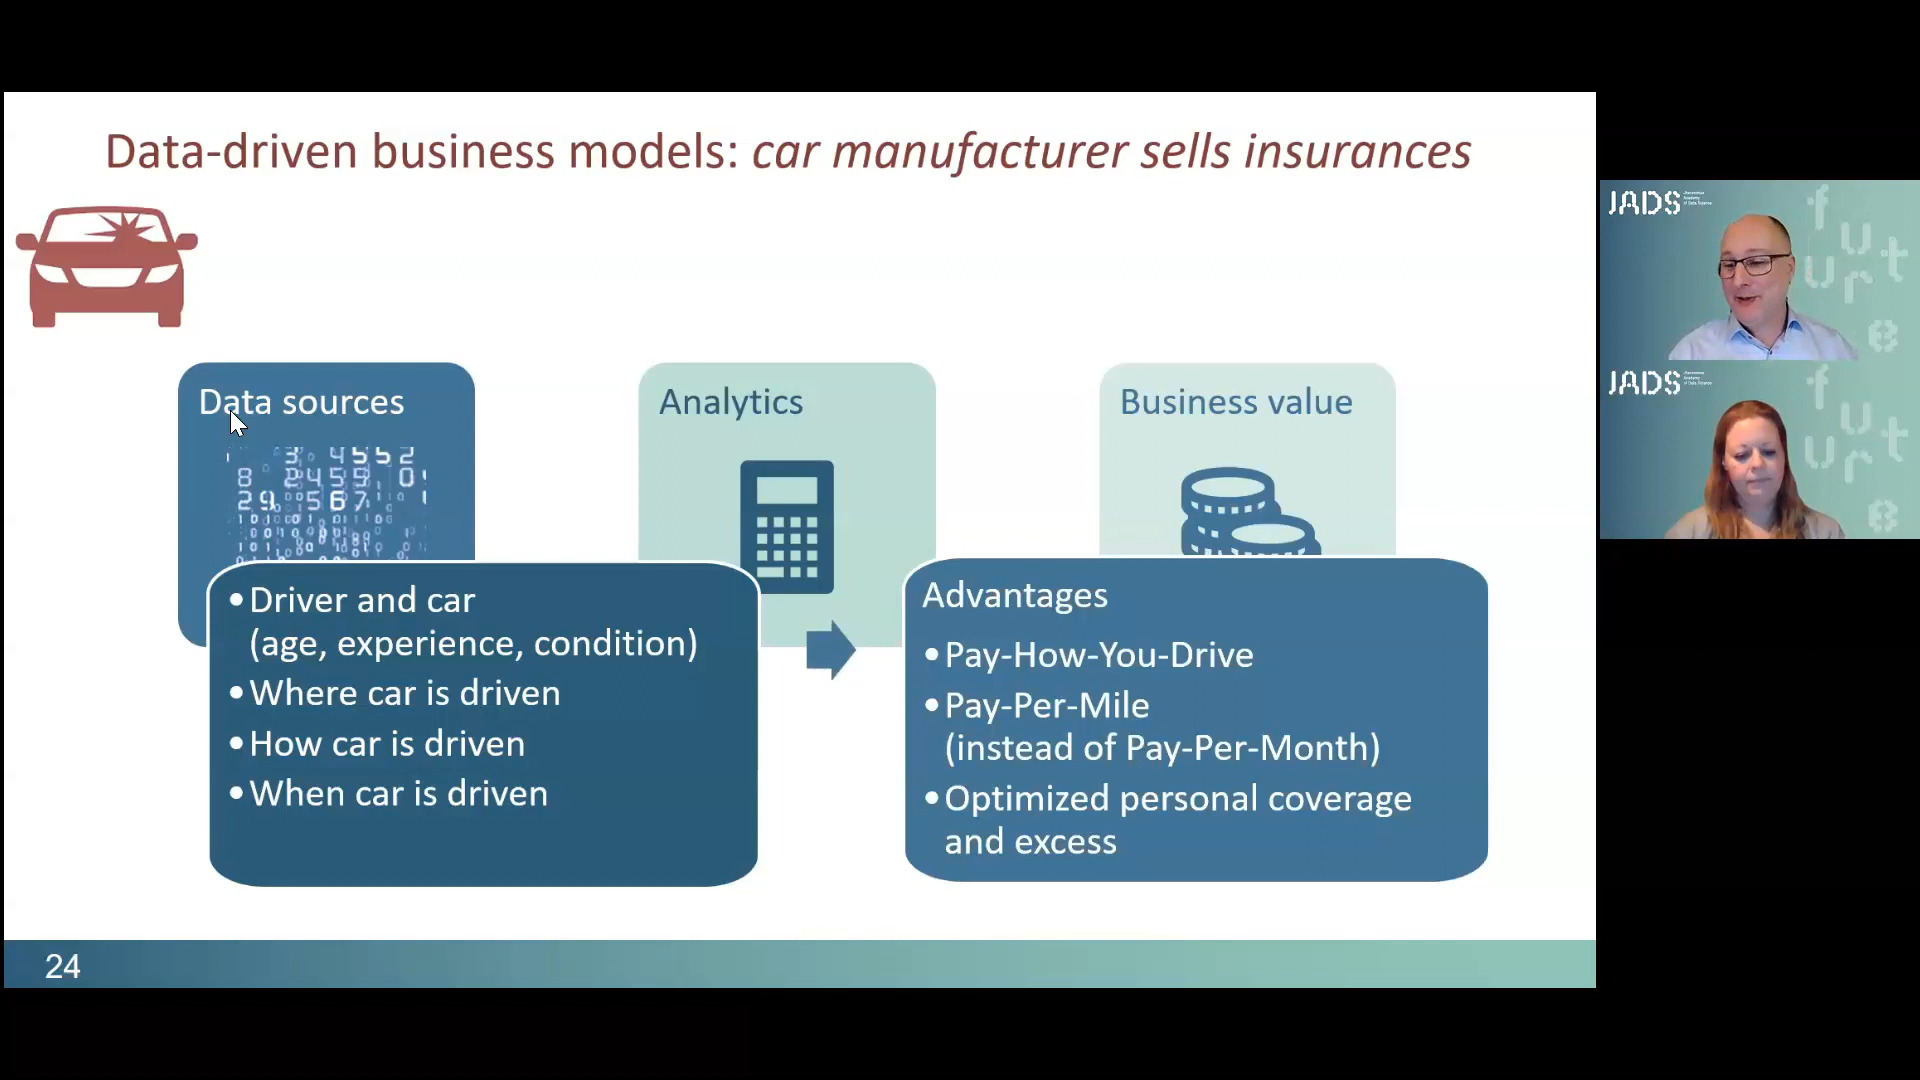 Data-driven business models: car manufacturer sells insurances
Data sources
Analytics
Business value
• Driver and car
(age, experience, condition)
• Where car is driven
• How car is driven
• When car is driven
Advantages
• Pay-How-You-Drive
• Pay-Per-Mile
(instead of Pay-Per-Month)
• Optimized personal coverage
and excess
24
JADS
future
JADS
future